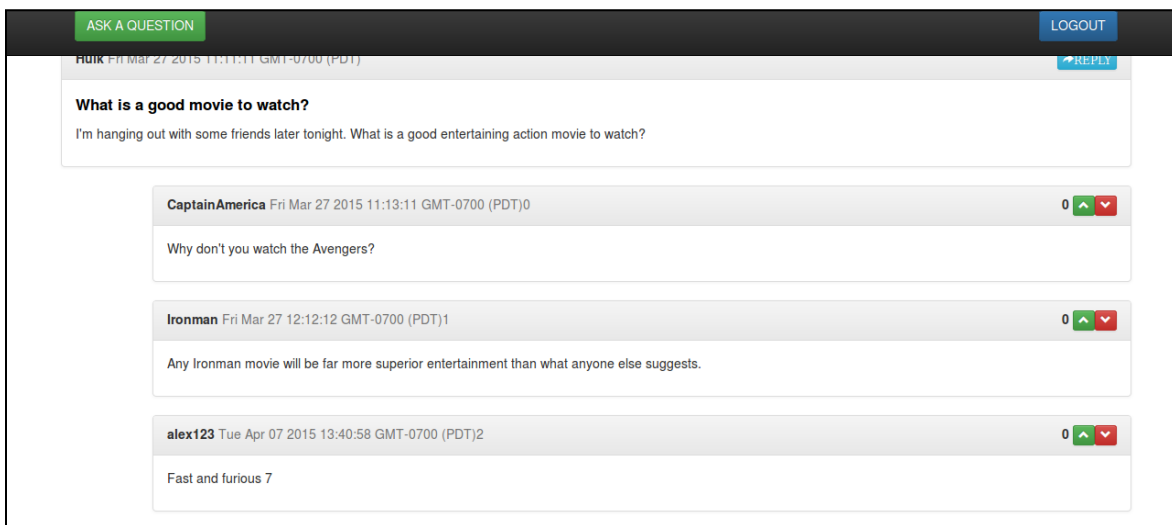 ASK A QUESTION LOGOUT
Hulk Fri Mar 27 2015 11:11:11 GMT-0700 (PDT) REPLY
What is a good movie to watch?
I'm hanging out with some friends later tonight. What is a good entertaining action movie to watch?
CaptainAmerica Fri Mar 27 2015 11:13:11 GMT-0700 (PDT)0 0
Why don't you watch the Avengers?
Ironman Fri Mar 27 12:12:12 GMT-0700 (PDT)1 0
Any Ironman movie will be far more superior entertainment than what anyone else suggests.
alex123 Tue Apr 07 2015 13:40:58 GMT-0700 (PDT)2 0
Fast and furious 7